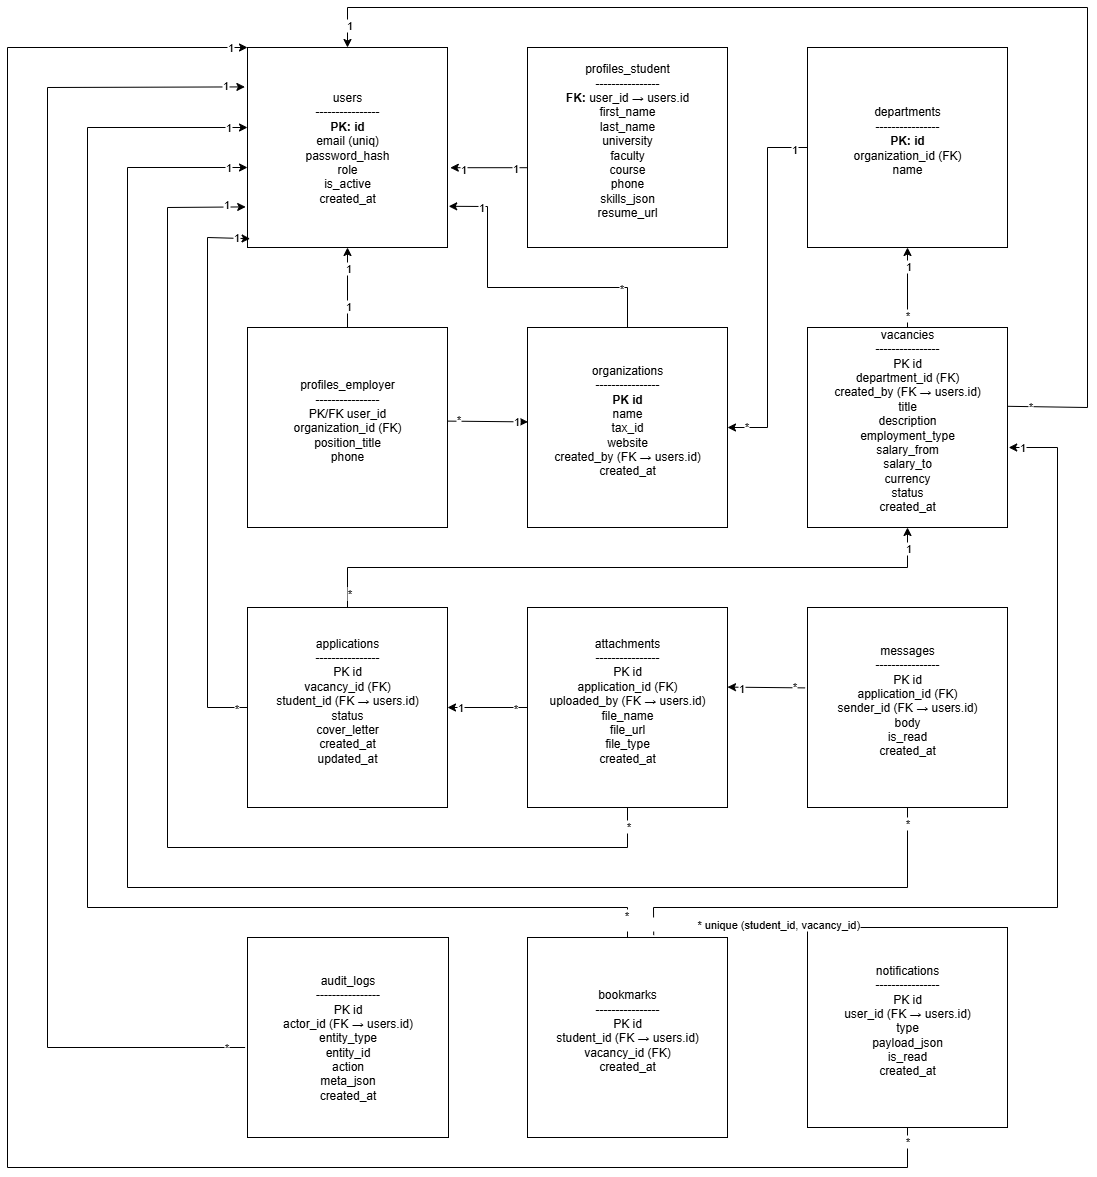 1
1
users
----------------
PK: id
email (uniq)
password_hash
role
is_active
created_at
1
1
1
1
1
profiles_student
----------------
FK: user_id → users.id
first_name
last_name
university
faculty
course
phone
skills_json
resume_url
1
1
1
departments
----------------
PK: id
organization_id (FK)
name
1
1
1
*
1
*
profiles_employer
----------------
PK/FK user_id
organization_id (FK)
position_title
phone
*
1
organizations
----------------
PK id
name
tax_id
website
created_by (FK → users.id)
created_at
*
vacancies
----------------
PK id
department_id (FK)
created_by (FK → users.id)
title
description
employment_type
salary_from
salary_to
currency
status
created_at
*
1
1
*
applications
----------------
PK id
vacancy_id (FK)
student_id (FK → users.id)
status
cover_letter
created_at
updated_at
*
1
*
attachments
----------------
PK id
application_id (FK)
uploaded_by (FK → users.id)
file_name
file_url
file_type
created_at
1
*
messages
----------------
PK id
application_id (FK)
sender_id (FK → users.id)
body
is_read
created_at
*
*
*
* unique (student_id, vacancy_id)
audit_logs
----------------
PK id
actor_id (FK → users.id)
entity_type
entity_id
action
meta_json
created_at
*
bookmarks
----------------
PK id
student_id (FK → users.id)
vacancy_id (FK)
created_at
notifications
----------------
PK id
user_id (FK → users.id)
type
payload_json
is_read
created_at
*